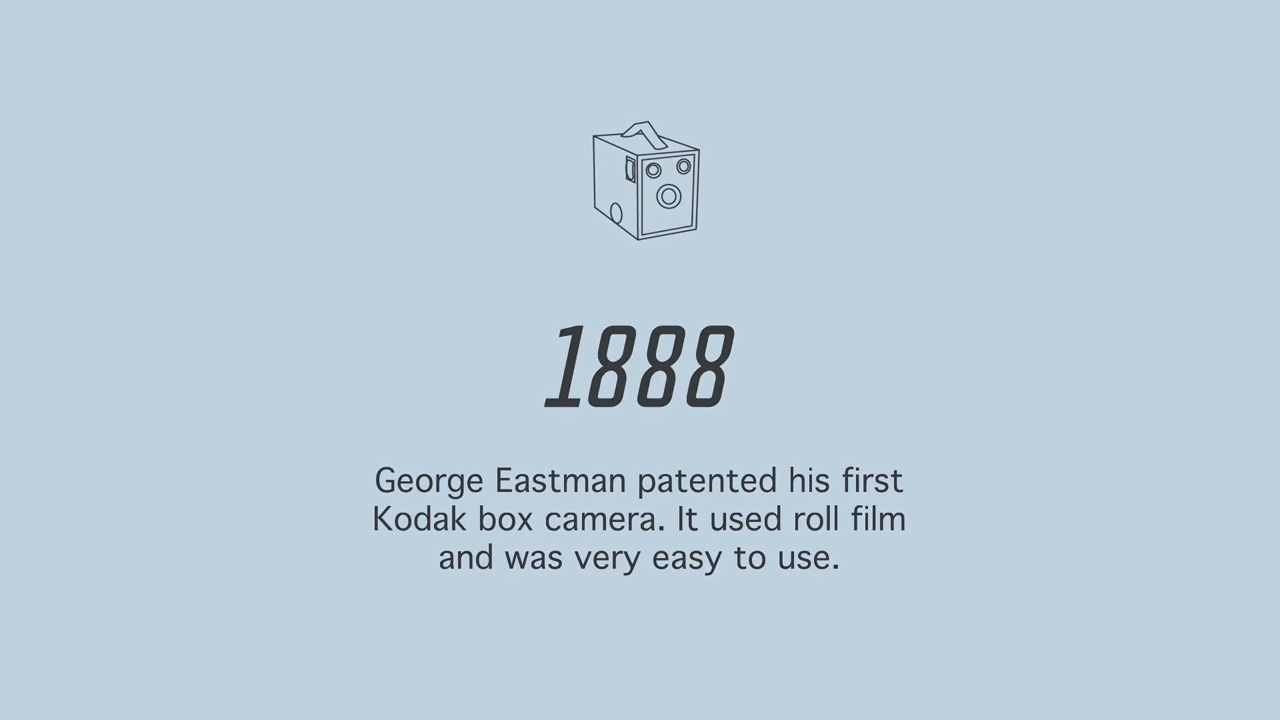 1888
George Eastman patented his first
Kodak box camera. It used roll film
and was very easy to use.